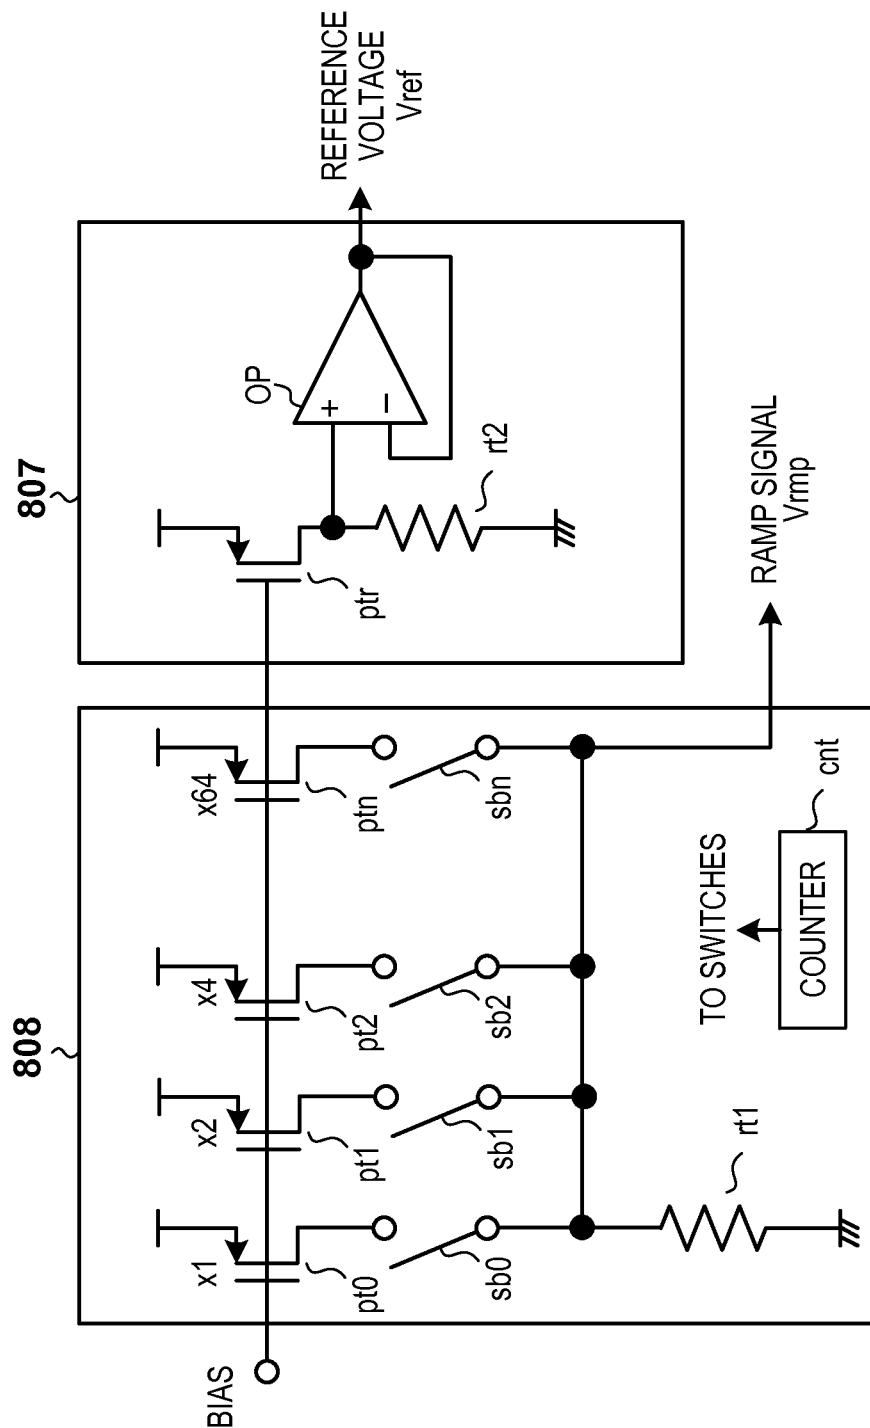 808
807
x1
x2
x4
x64
OP
+
−
REFERENCE
VOLTAGE
Vref
BIAS
pt0
pt1
pt2
ptn
ptr
rt2
sb0
sb1
sb2
sbn
TO SWITCHES
COUNTER
cnt
rt1
RAMP SIGNAL
Vrmp